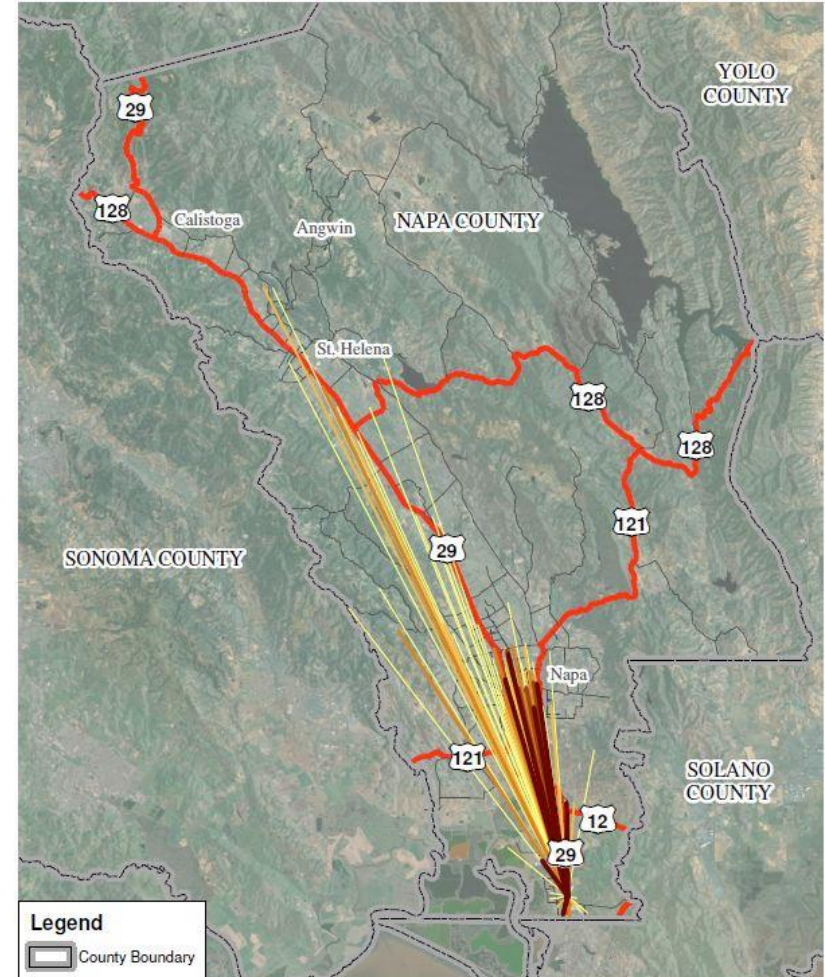 YOLO
COUNTY
29
128
Calistoga
Angwin
NAPA COUNTY
St. Helena
128
128
121
29
SONOMA COUNTY
Napa
121
SOLANO
COUNTY
12
29
Legend
County Boundary